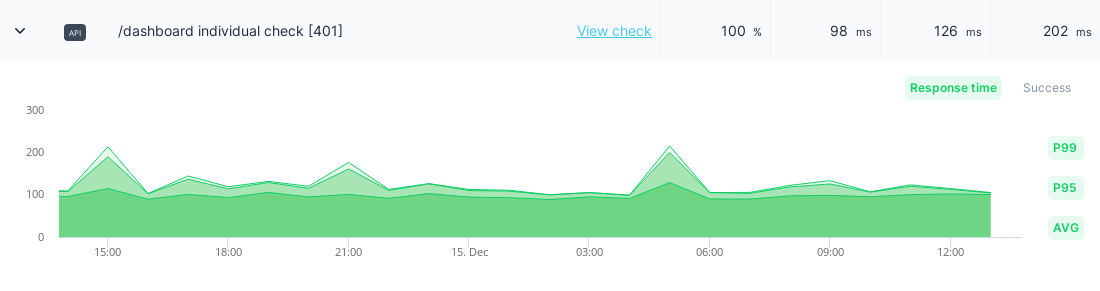 API /dashboard individual check [401] View check 100 % 98 ms 126 ms 202 ms
Response time Success
300
200
100
0
P99
P95
AVG
15:00 18:00 21:00 15. Dec 03:00 06:00 09:00 12:00